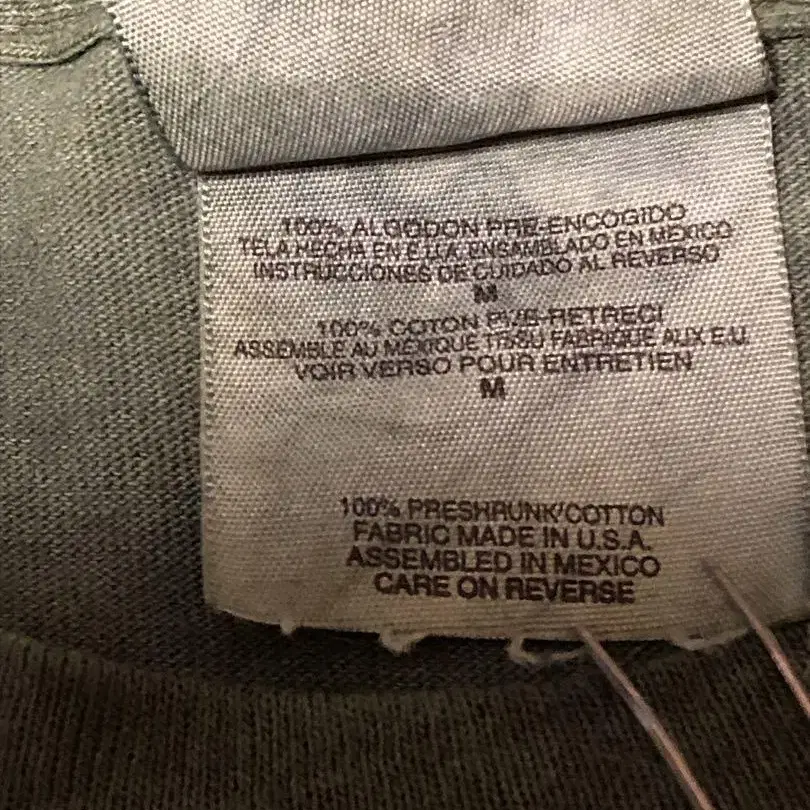 100% ALGODON PRE-ENCOGIDO
TELA HECHA EN E.U.A. ENSAMBLADO EN MEXICO
INSTRUCCIONES DE CUIDADO AL REVERSO
M
100% COTON PRE-RETRECI
ASSEMBLE AU MEXIQUE TISSU FABRIQUE AUX E.U.
VOIR VERSO POUR ENTRETIEN
M
100% PRESHRUNK COTTON
FABRIC MADE IN U.S.A.
ASSEMBLED IN MEXICO
CARE ON REVERSE